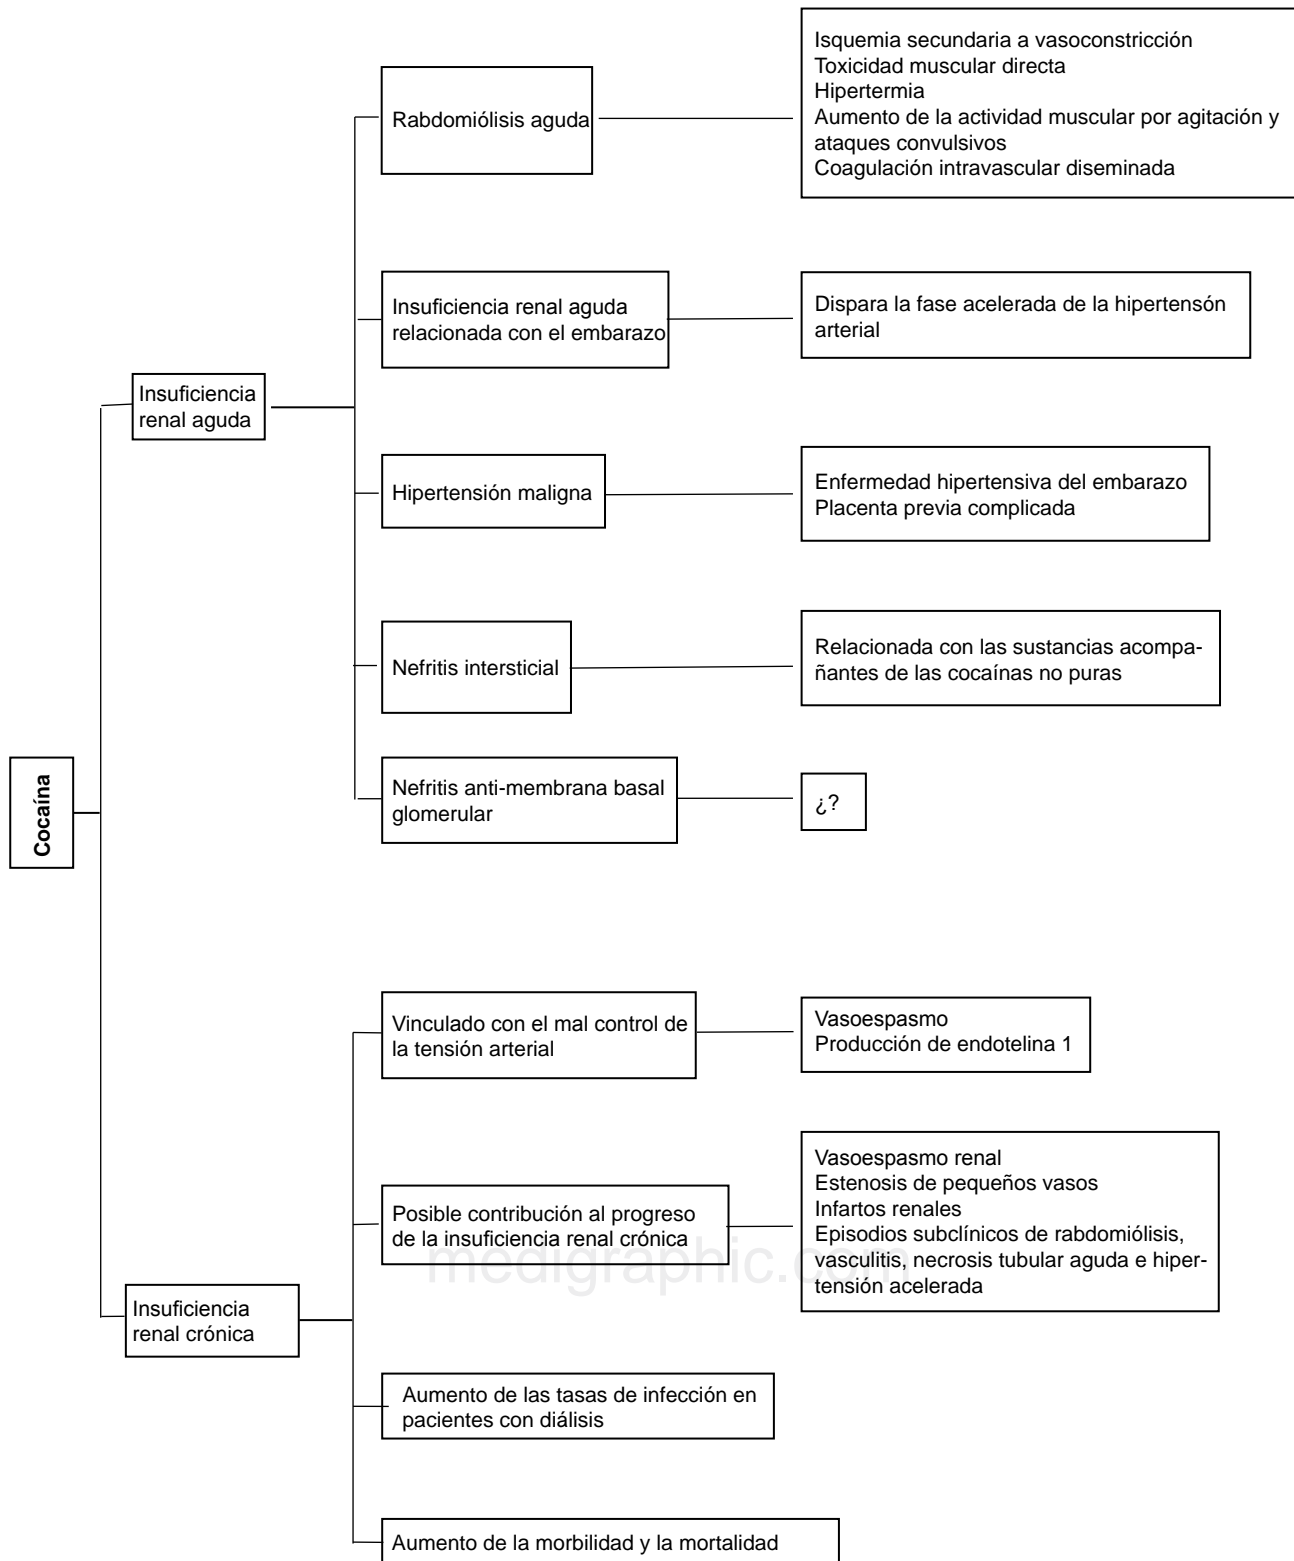 Cocaína
Insuficiencia
renal aguda
Rabdomiólisis aguda
Isquemia secundaria a vasoconstricción
Toxicidad muscular directa
Hipertermia
Aumento de la actividad muscular por agitación y
ataques convulsivos
Coagulación intravascular diseminada
Insuficiencia renal aguda
relacionada con el embarazo
Dispara la fase acelerada de la hipertensón
arterial
Hipertensión maligna
Enfermedad hipertensiva del embarazo
Placenta previa complicada
Nefritis intersticial
Relacionada con las sustancias acompa-
ñantes de las cocaínas no puras
Nefritis anti-membrana basal
glomerular
¿?
Insuficiencia
renal crónica
Vinculado con el mal control de
la tensión arterial
Vasoespasmo
Producción de endotelina 1
Posible contribución al progreso
de la insuficiencia renal crónica
Vasoespasmo renal
Estenosis de pequeños vasos
Infartos renales
Episodios subclínicos de rabdomiólisis,
vasculitis, necrosis tubular aguda e hiper-
tensión acelerada
medigraphic.com
Aumento de las tasas de infección en
pacientes con diálisis
Aumento de la morbilidad y la mortalidad